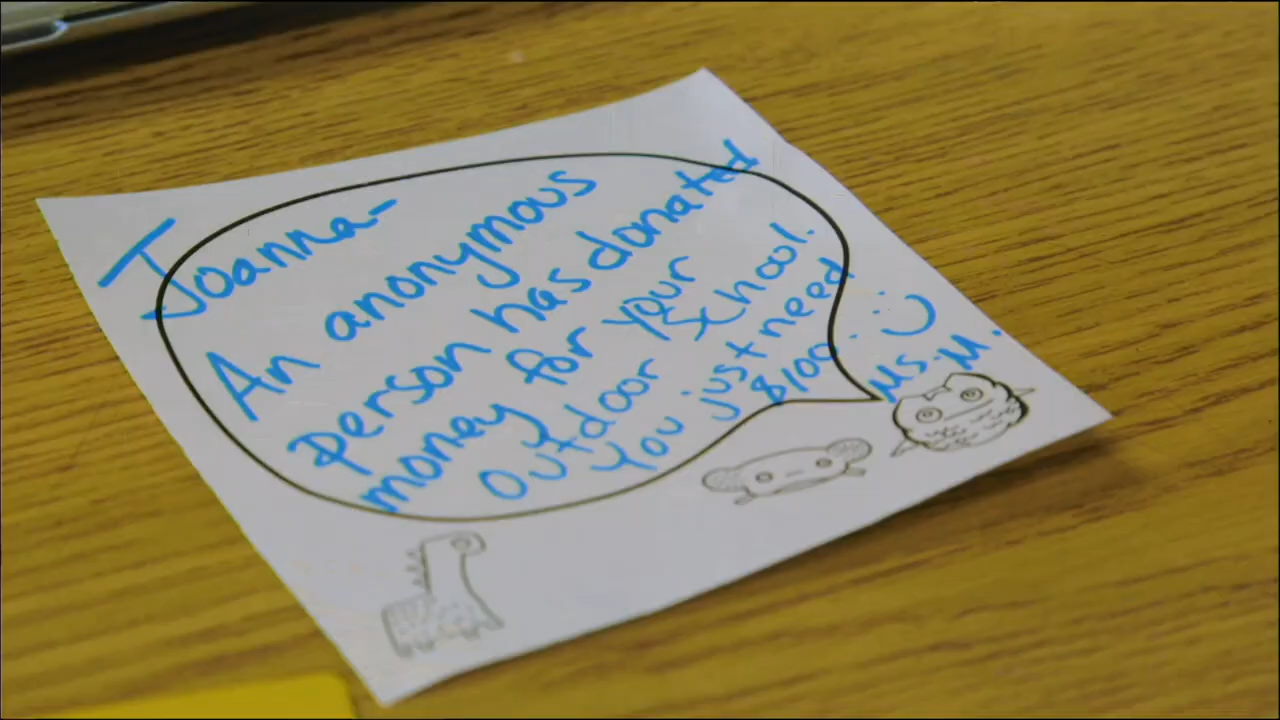 Joanna-
An anonymous
person has donated
money for your
outdoor school.
You just need
$100. :)
Ms. M.